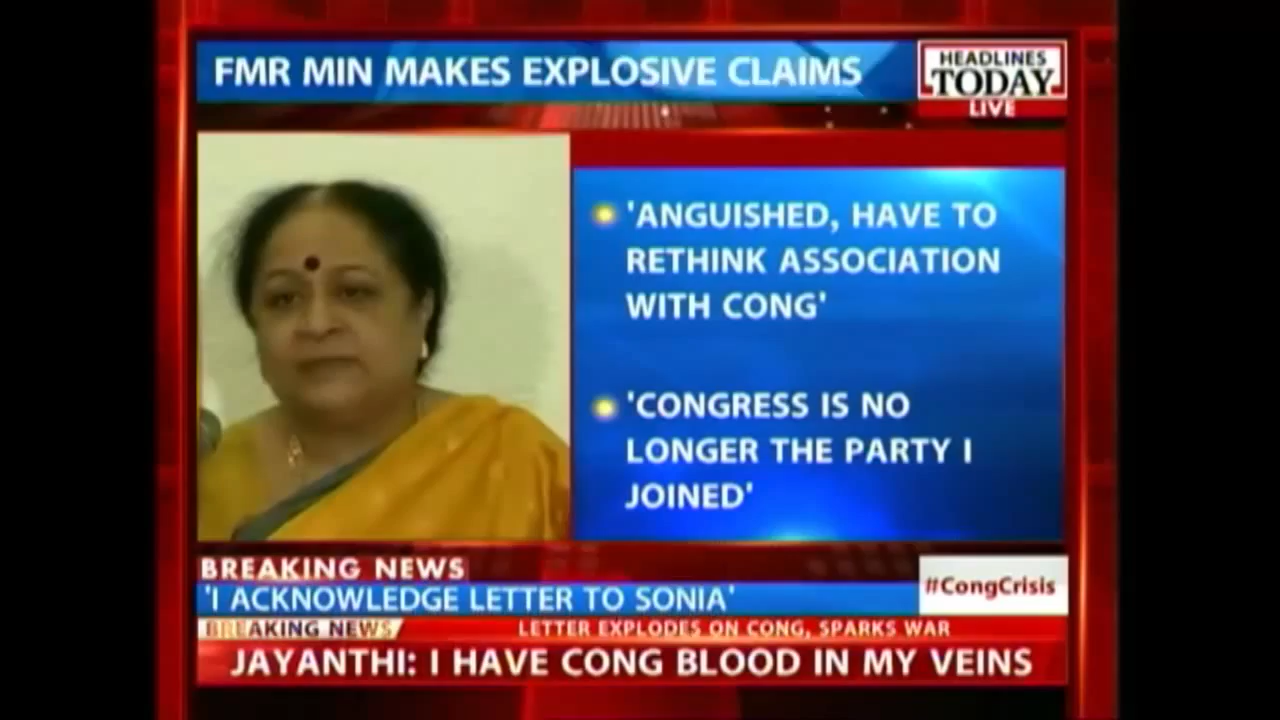 FMR MIN MAKES EXPLOSIVE CLAIMS
HEADLINES
TODAY
LIVE
'ANGUISHED, HAVE TO
RETHINK ASSOCIATION
WITH CONG'
'CONGRESS IS NO
LONGER THE PARTY I
JOINED'
BREAKING NEWS
'I ACKNOWLEDGE LETTER TO SONIA'
#CongCrisis
BREAKING NEWS
LETTER EXPLODES ON CONG, SPARKS WAR
JAYANTHI: I HAVE CONG BLOOD IN MY VEINS